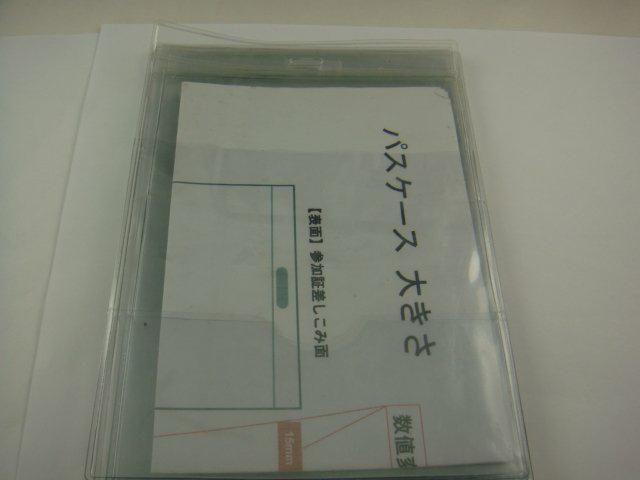 パスケース 大きさ
【表面】参加証差しこみ面
15mm
数値